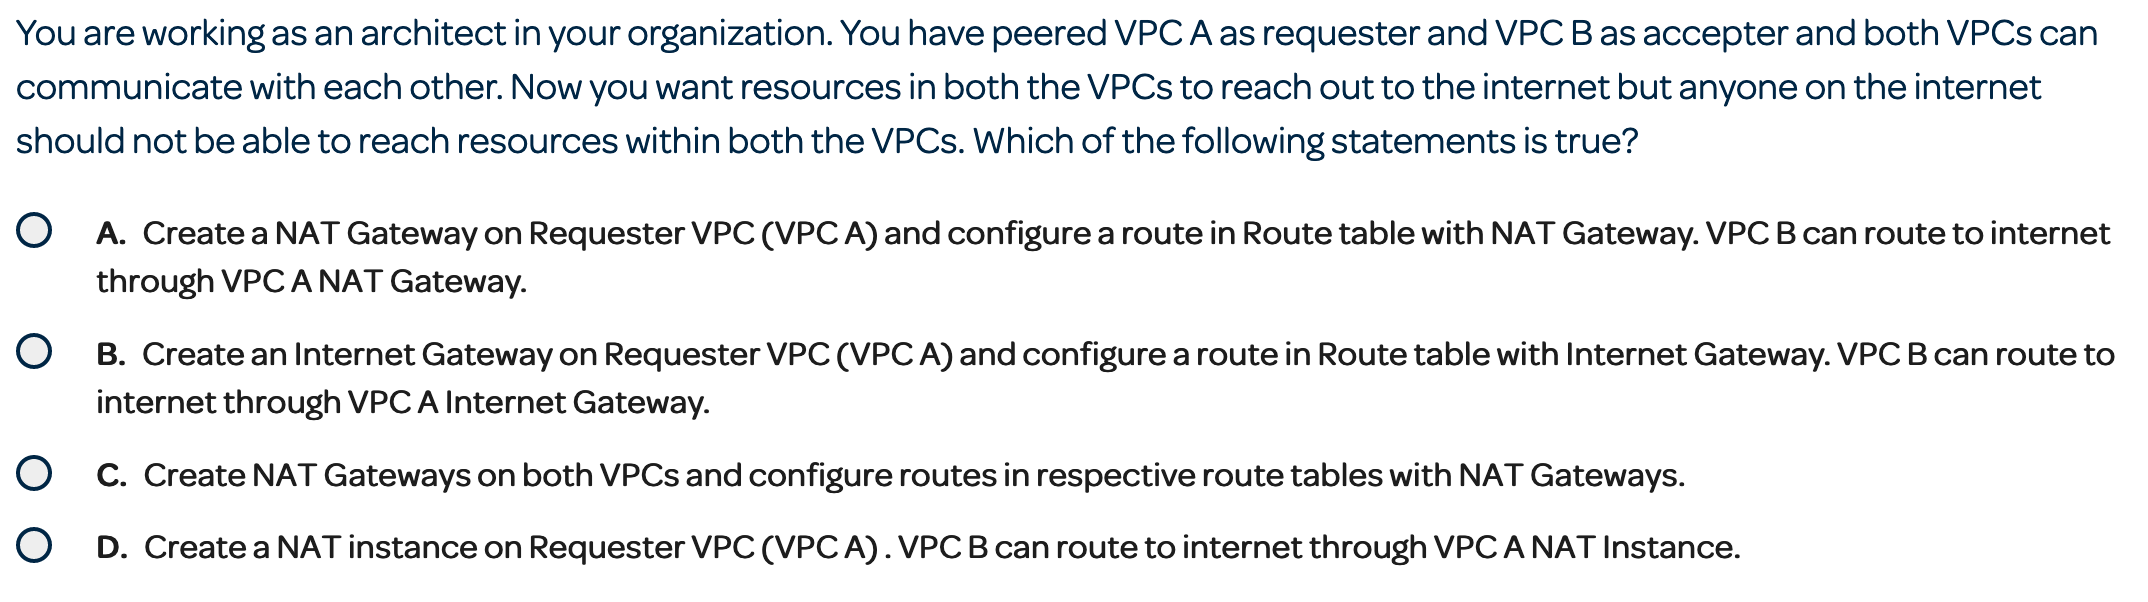 You are working as an architect in your organization. You have peered VPC A as requester and VPC B as accepter and both VPCs can
communicate with each other. Now you want resources in both the VPCs to reach out to the internet but anyone on the internet
should not be able to reach resources within both the VPCs. Which of the following statements is true?
A. Create a NAT Gateway on Requester VPC (VPC A) and configure a route in Route table with NAT Gateway. VPC B can route to internet
through VPC A NAT Gateway.
B. Create an Internet Gateway on Requester VPC (VPC A) and configure a route in Route table with Internet Gateway. VPC B can route to
internet through VPC A Internet Gateway.
C. Create NAT Gateways on both VPCs and configure routes in respective route tables with NAT Gateways.
D. Create a NAT instance on Requester VPC (VPC A) . VPC B can route to internet through VPC A NAT Instance.